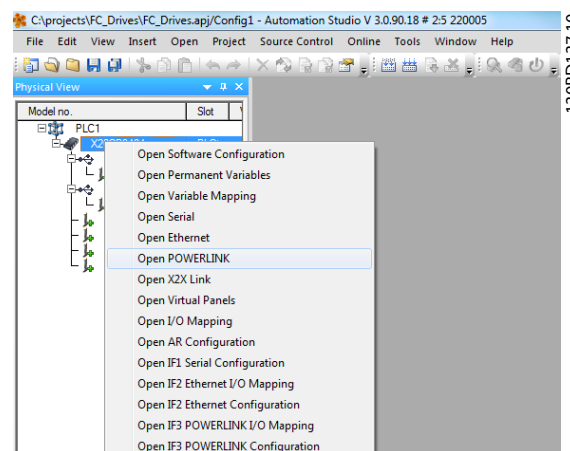 C:\projects\FC_Drives\FC_Drives.apj/Config1 - Automation Studio V 3.0.90.18 # 2:5 220005
File Edit View Insert Open Project Source Control Online Tools Window Help
Physical View
Model no. Slot
PLC1
Open Software Configuration
Open Permanent Variables
Open Variable Mapping
Open Serial
Open Ethernet
Open POWERLINK
Open X2X Link
Open Virtual Panels
Open I/O Mapping
Open AR Configuration
Open IF1 Serial Configuration
Open IF2 Ethernet I/O Mapping
Open IF2 Ethernet Configuration
Open IF3 POWERLINK I/O Mapping
Open IF3 POWERLINK Configuration
130BD137.10